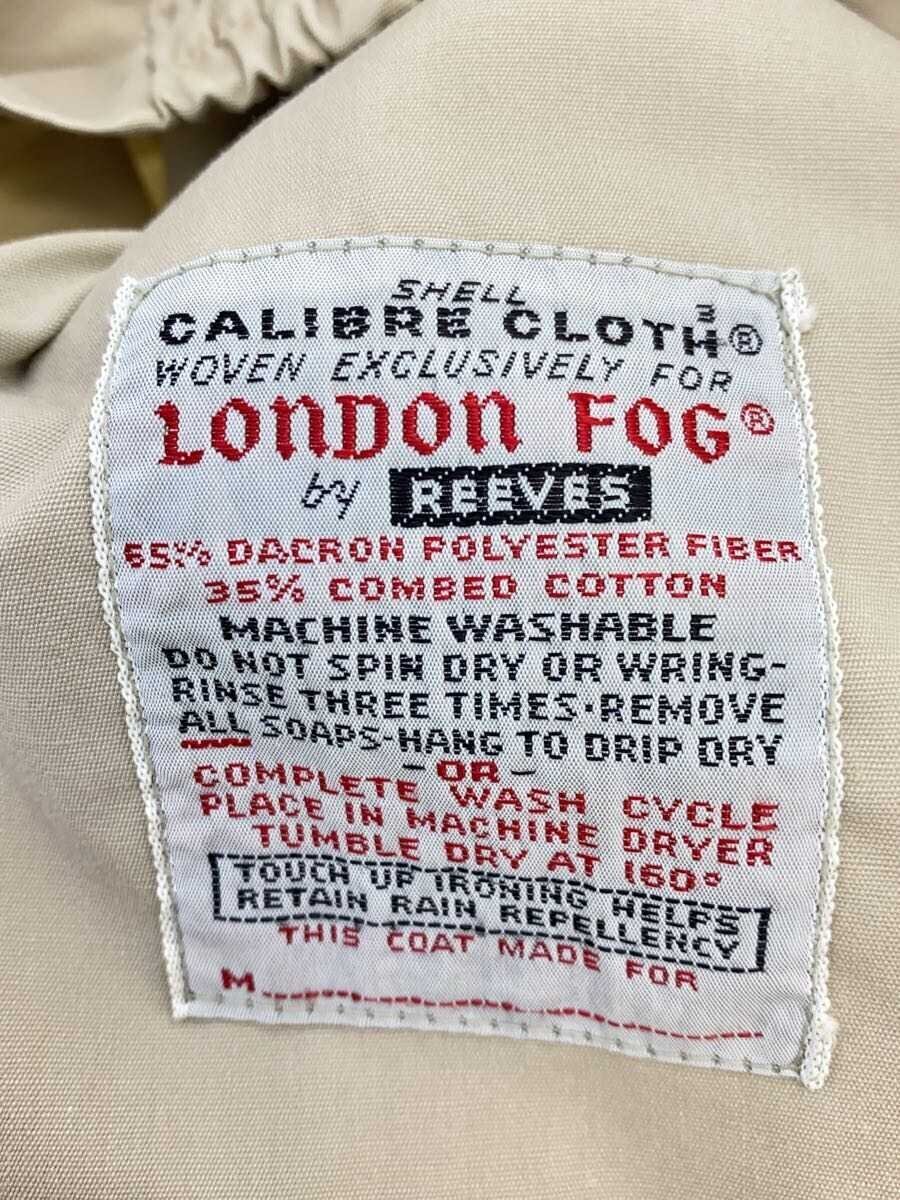 SHELL
CALIBRE CLOTH³®
WOVEN EXCLUSIVELY FOR
LONDON FOG®
by REEVES
65% DACRON POLYESTER FIBER
35% COMBED COTTON
MACHINE WASHABLE
DO NOT SPIN DRY OR WRING-
RINSE THREE TIMES·REMOVE
ALL SOAPS-HANG TO DRIP DRY
-OR-
COMPLETE WASH CYCLE
PLACE IN MACHINE DRYER
TUMBLE DRY AT 160°
TOUCH UP IRONING HELPS
RETAIN RAIN REPELLENCY
THIS COAT MADE FOR
M